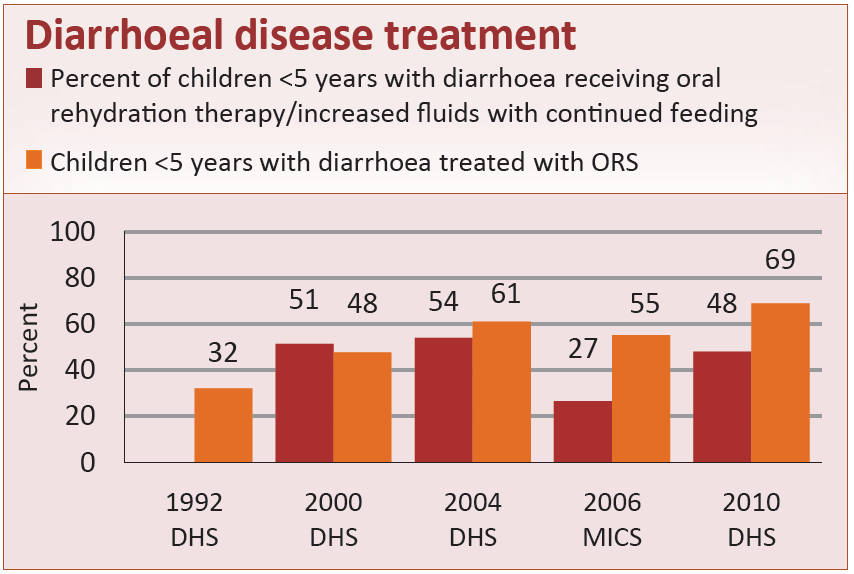 Diarrhoeal disease treatment
Percent of children <5 years with diarrhoea receiving oral
rehydration therapy/increased fluids with continued feeding
Children <5 years with diarrhoea treated with ORS
Percent
100
80
60
40
20
0
32
51
48
54
61
27
55
48
69
1992
DHS
2000
DHS
2004
DHS
2006
MICS
2010
DHS